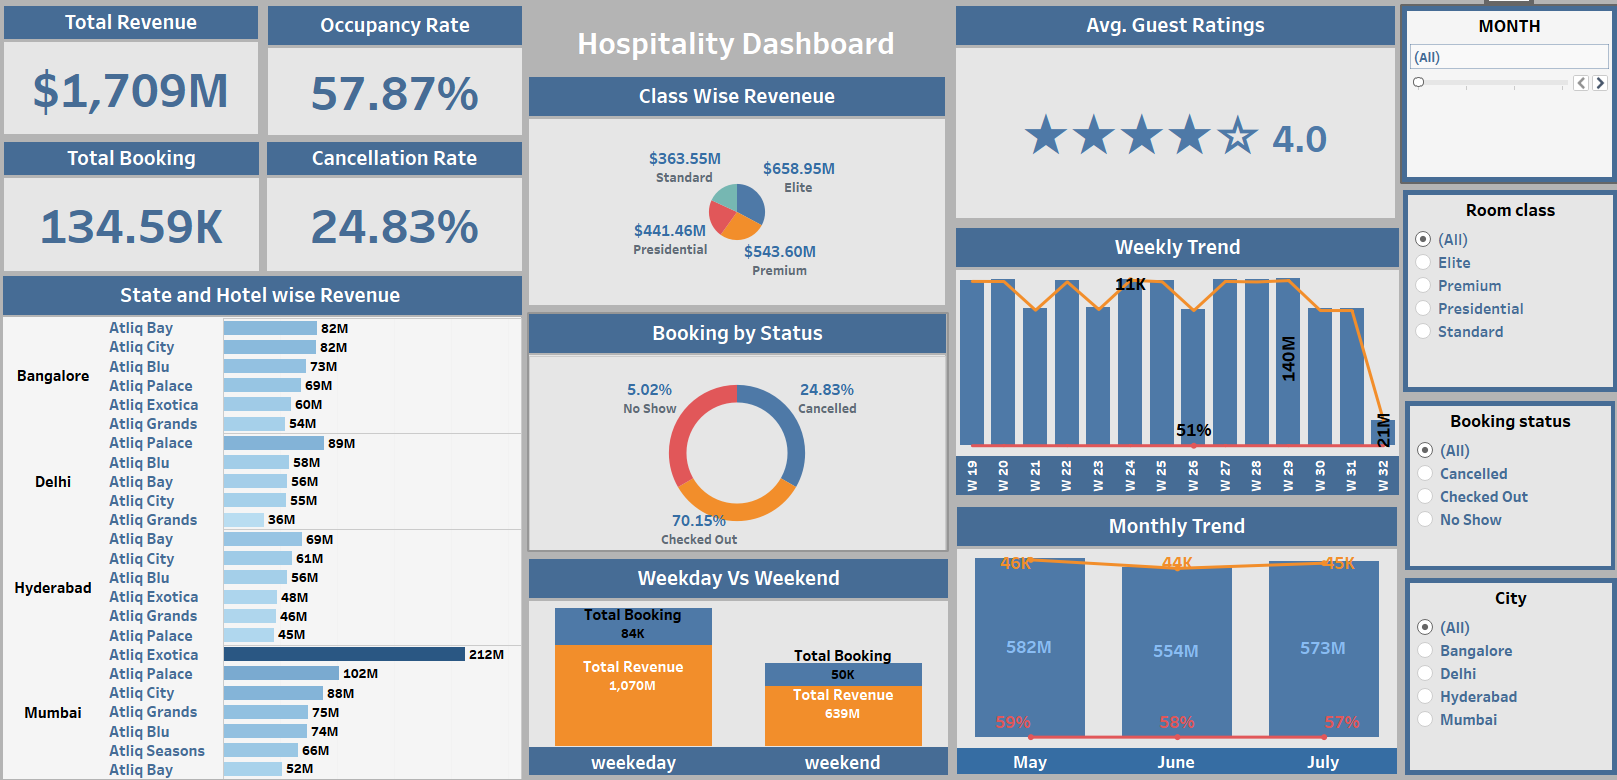 Total Revenue
$1,709M
Occupancy Rate
57.87%
Total Booking
134.59K
Cancellation Rate
24.83%
State and Hotel wise Revenue
Bangalore
Atliq Bay 82M
Atliq City 82M
Atliq Blu 73M
Atliq Palace 69M
Atliq Exotica 60M
Atliq Grands 54M
Delhi
Atliq Palace 89M
Atliq Blu 58M
Atliq Bay 56M
Atliq City 55M
Atliq Grands 36M
Hyderabad
Atliq Bay 69M
Atliq City 61M
Atliq Blu 56M
Atliq Exotica 48M
Atliq Grands 46M
Atliq Palace 45M
Mumbai
Atliq Exotica 212M
Atliq Palace 102M
Atliq City 88M
Atliq Grands 75M
Atliq Blu 74M
Atliq Seasons 66M
Atliq Bay 52M
Hospitality Dashboard
Class Wise Reveneue
$363.55M
Standard
$658.95M
Elite
$441.46M
Presidential
$543.60M
Premium
Booking by Status
5.02%
No Show
24.83%
Cancelled
70.15%
Checked Out
Weekday Vs Weekend
Total Booking
84K
Total Revenue
1,070M
Total Booking
50K
Total Revenue
639M
weekeday weekend
Avg. Guest Ratings
4.0
Weekly Trend
11K
140M
51%
21M
W 19 W 20 W 21 W 22 W 23 W 24 W 25 W 26 W 27 W 28 W 29 W 30 W 31 W 32
Monthly Trend
46K 44K 45K
582M 554M 573M
59% 58% 57%
May June July
MONTH
(All)
Room class
(All)
Elite
Premium
Presidential
Standard
Booking status
(All)
Cancelled
Checked Out
No Show
City
(All)
Bangalore
Delhi
Hyderabad
Mumbai